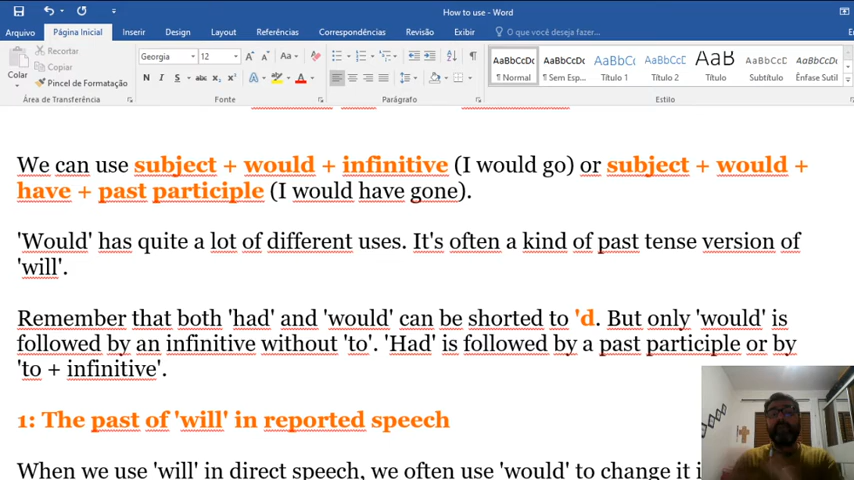 How to use - Word
Arquivo Página Inicial Inserir Design Layout Referências Correspondências Revisão Exibir O que você deseja fazer...
Colar
Recortar
Copiar
Pincel de Formatação
Área de Transferência
Georgia 12
N I S abc x₂ x²
Fonte
Parágrafo
AaBbCcDc AaBbCcDc AaBbCc AaBbCcD AaB AaBbCcD AaBbCcDc
¶ Normal ¶ Sem Esp... Título 1 Título 2 Título Subtítulo Ênfase Sutil
Estilo
We can use subject + would + infinitive (I would go) or subject + would +
have + past participle (I would have gone).
'Would' has quite a lot of different uses. It's often a kind of past tense version of
'will'.
Remember that both 'had' and 'would' can be shorted to 'd. But only 'would' is
followed by an infinitive without 'to'. 'Had' is followed by a past participle or by
'to + infinitive'.
1: The past of 'will' in reported speech
When we use 'will' in direct speech, we often use 'would' to change it i